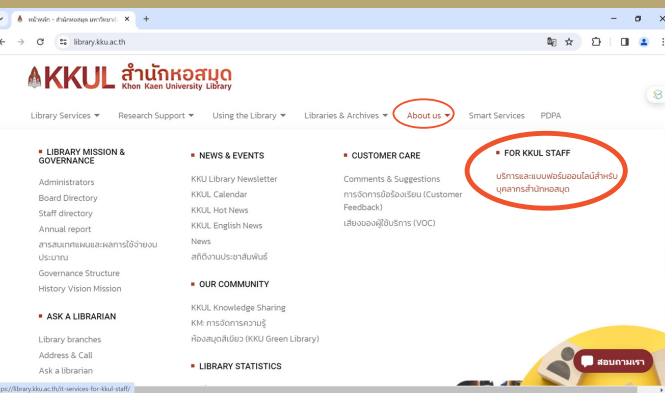 หน้าหลัก - สำนักหอสมุด มหาวิทยาลั
library.kku.ac.th
KKUL สำนักหอสมุด
Khon Kaen University Library
Library Services
Research Support
Using the Library
Libraries & Archives
About us
Smart Services
PDPA
LIBRARY MISSION &
GOVERNANCE
Administrators
Board Directory
Staff directory
Annual report
สารสนเทศแผนและผลการใช้จ่ายงบ
ประมาณ
Governance Structure
History Vision Mission
ASK A LIBRARIAN
Library branches
Address & Call
Ask a librarian
NEWS & EVENTS
KKU Library Newsletter
KKUL Calendar
KKUL Hot News
KKUL English News
News
สถิติงานประชาสัมพันธ์
OUR COMMUNITY
KKUL Knowledge Sharing
KM: การจัดการความรู้
ห้องสมุดสีเขียว (KKU Green Library)
LIBRARY STATISTICS
CUSTOMER CARE
Comments & Suggestions
การจัดการข้อร้องเรียน (Customer
Feedback)
เสียงของผู้ใช้บริการ (VOC)
FOR KKUL STAFF
บริการและแบบฟอร์มออนไลน์สำหรับ
บุคลากรสำนักหอสมุด
สอบถามเรา
ps://library.kku.ac.th/it-services-for-kkul-staff/